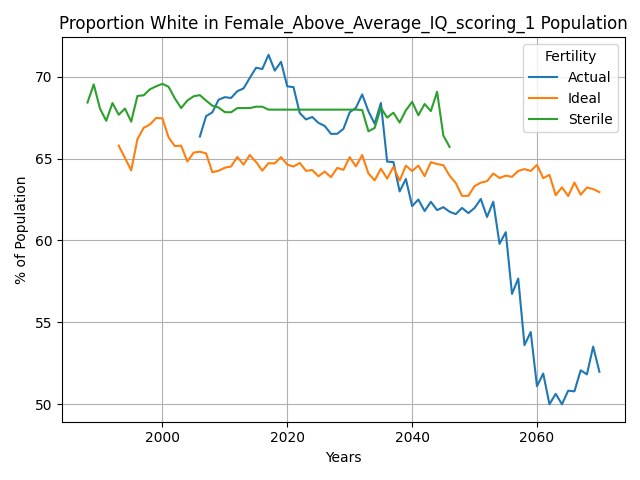 Proportion White in Female_Above_Average_IQ_scoring_1 Population
% of Population
70
65
60
55
50
2000
2020
2040
2060
Years
Fertility
Actual
Ideal
Sterile